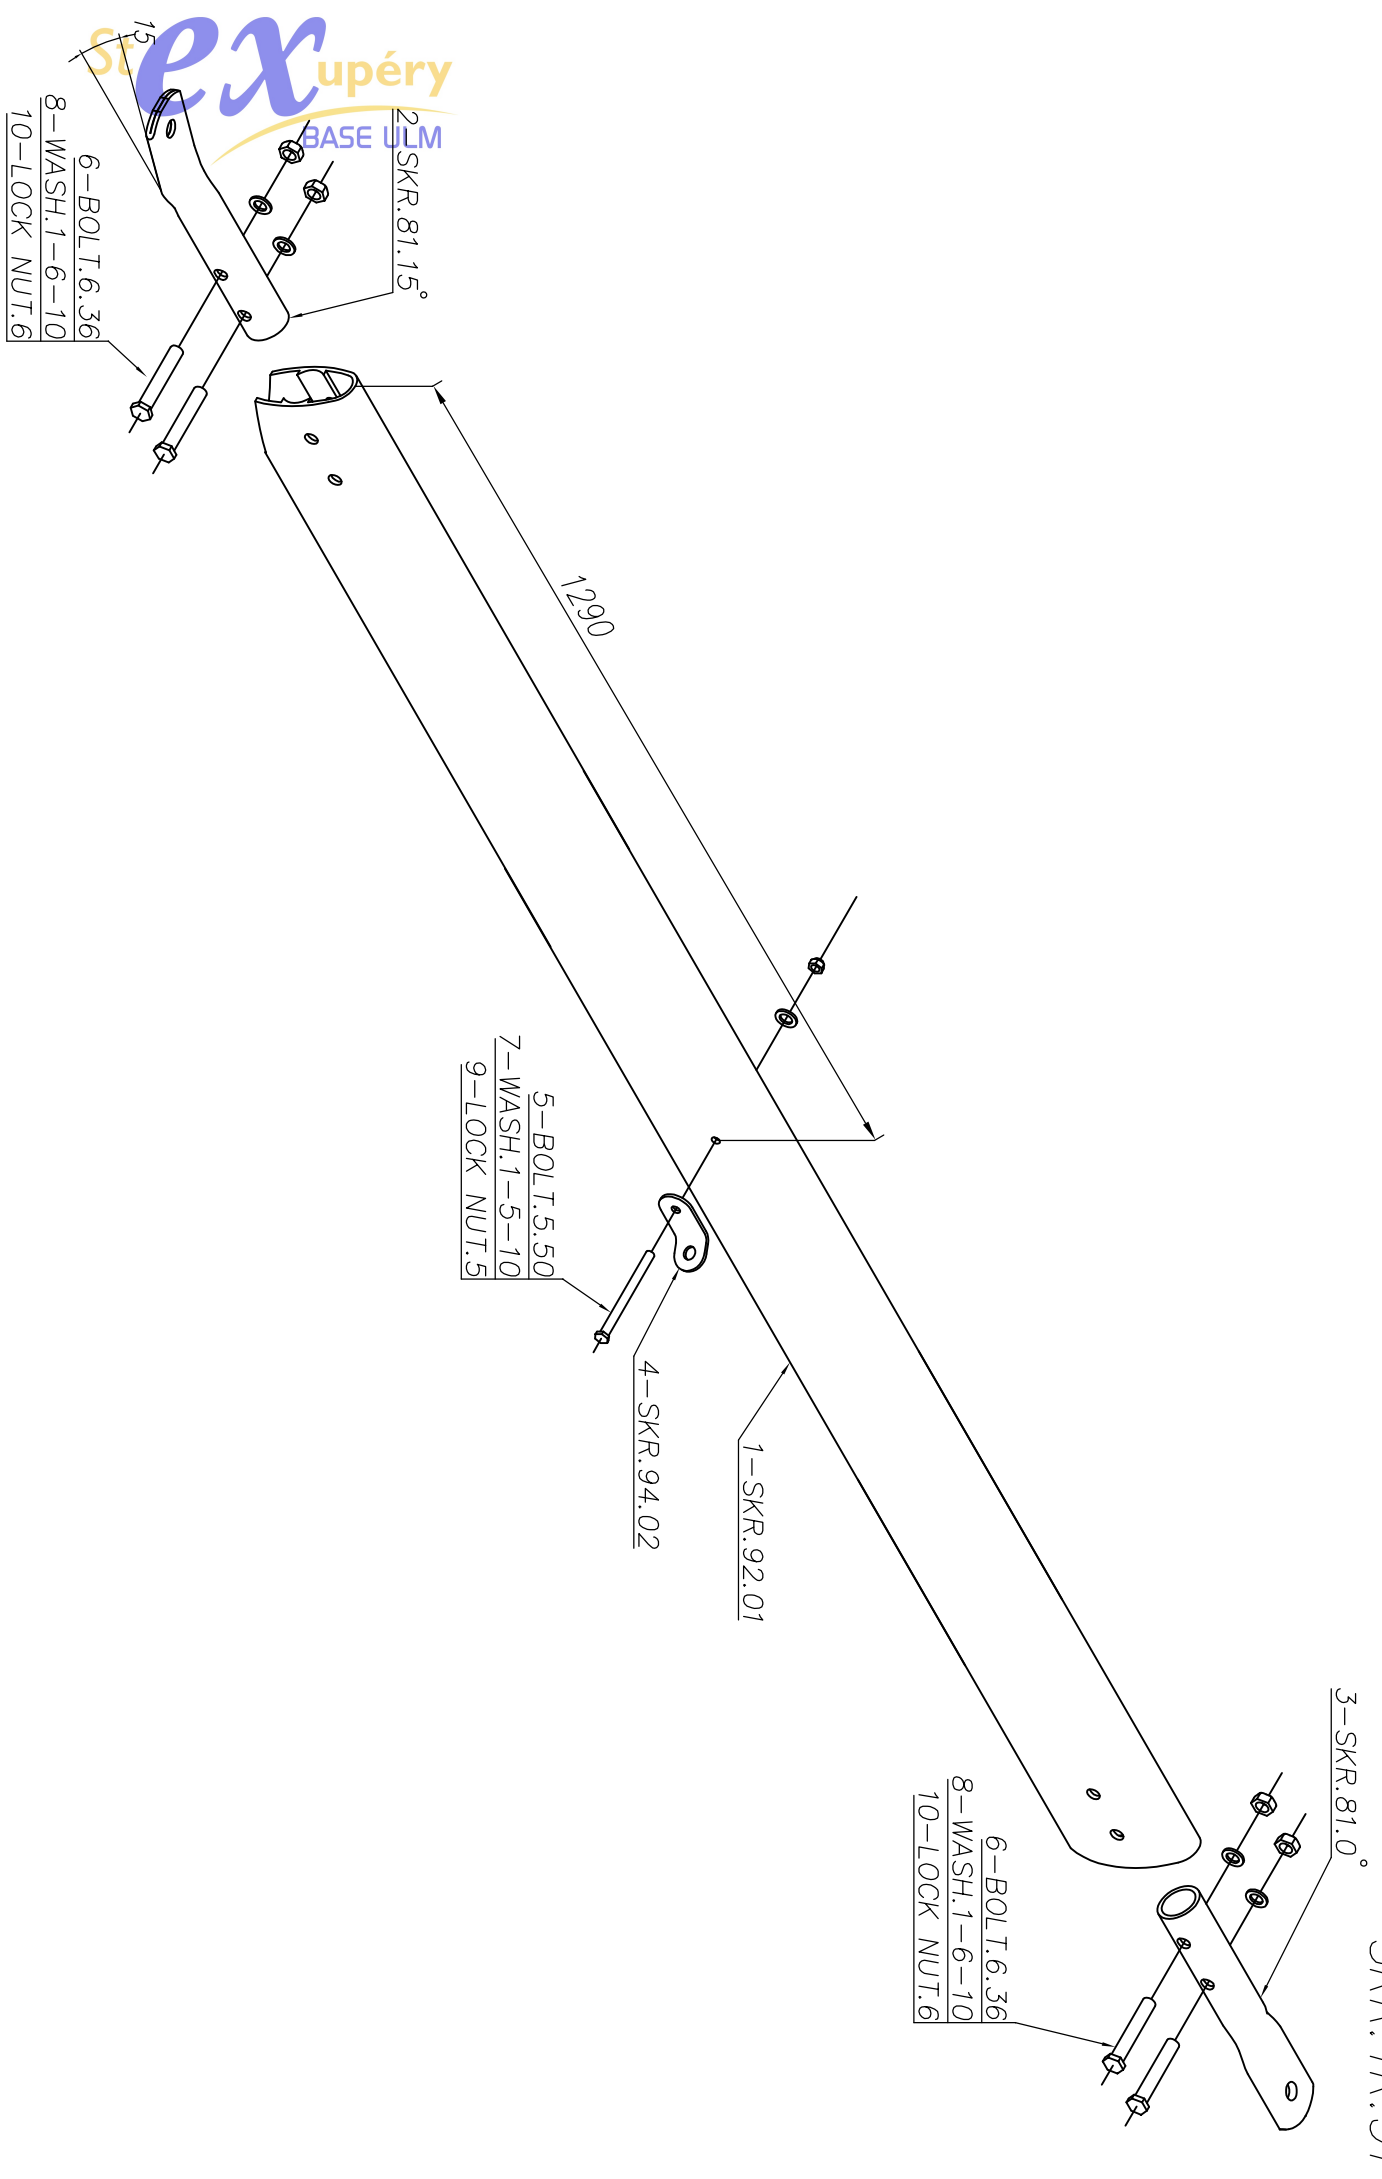 St ex upéry
BASE ULM
15
2-SKR.81.15°
6-BOLT.6.36
8-WASH.1-6-10
10-LOCK NUT.6
1290
5-BOLT.5.50
7-WASH.1-5-10
9-LOCK NUT.5
4-SKR.94.02
1-SKR.92.01
3-SKR.81.0°
6-BOLT.6.36
8-WASH.1-6-10
10-LOCK NUT.6